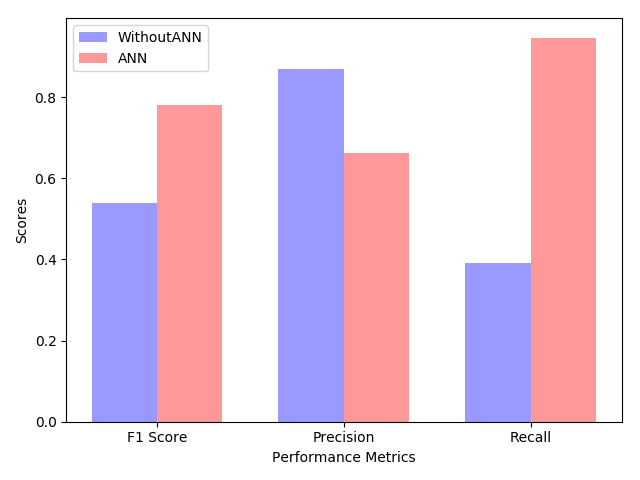 WithoutANN
ANN
0.8
0.6
0.4
0.2
0.0
Scores
F1 Score
Precision
Recall
Performance Metrics